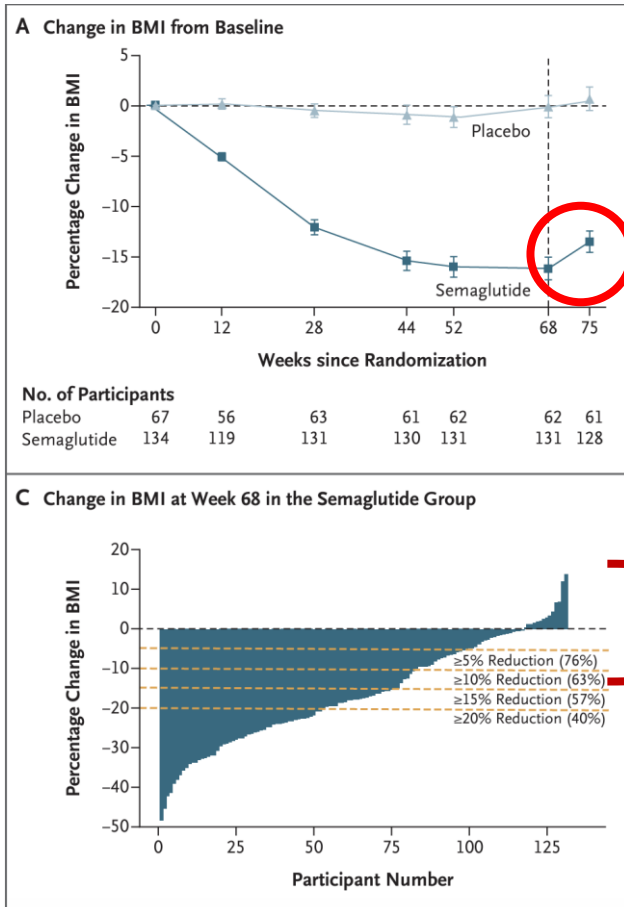 A Change in BMI from Baseline
Percentage Change in BMI
5
0
−5
−10
−15
−20
Placebo
Semaglutide
0 12 28 44 52 68 75
Weeks since Randomization
No. of Participants
Placebo 67 56 63 61 62 62 61
Semaglutide 134 119 131 130 131 131 128
C Change in BMI at Week 68 in the Semaglutide Group
Percentage Change in BMI
20
10
0
−10
−20
−30
−40
−50
≥5% Reduction (76%)
≥10% Reduction (63%)
≥15% Reduction (57%)
≥20% Reduction (40%)
0 25 50 75 100 125
Participant Number